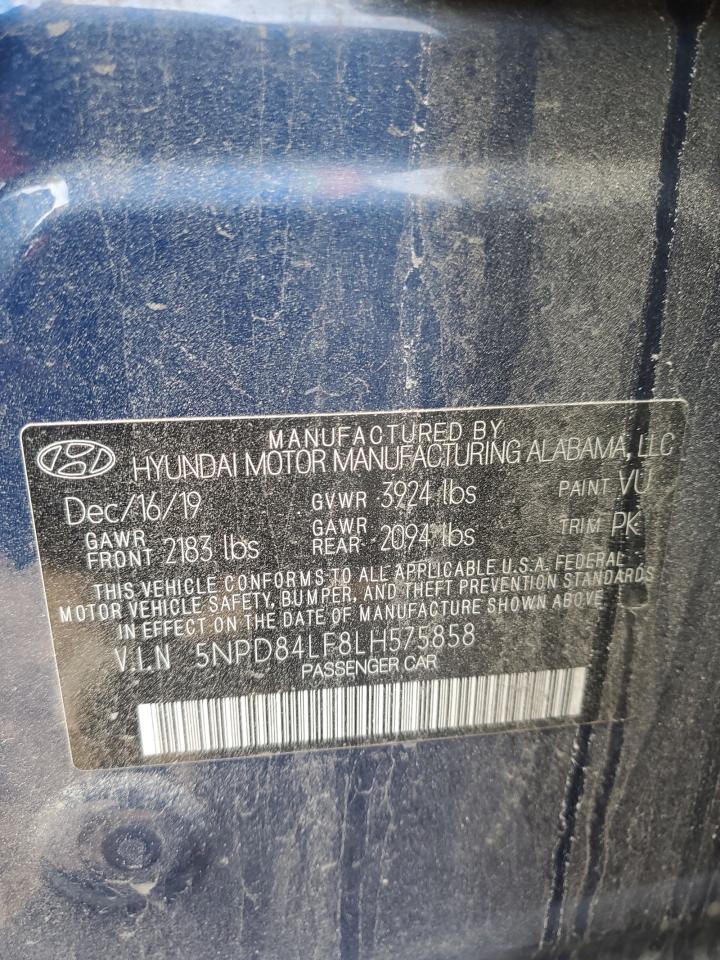 MANUFACTURED BY
HYUNDAI MOTOR MANUFACTURING ALABAMA, LLC
Dec/16/19 GVWR 3924 lbs PAINT VU
GAWR FRONT 2183 lbs GAWR REAR 2094 lbs TRIM PK
THIS VEHICLE CONFORMS TO ALL APPLICABLE U.S.A. FEDERAL
MOTOR VEHICLE SAFETY, BUMPER, AND THEFT PREVENTION STANDARDS
IN EFFECT ON THE DATE OF MANUFACTURE SHOWN ABOVE
V.I.N 5NPD84LF8LH575858
PASSENGER CAR